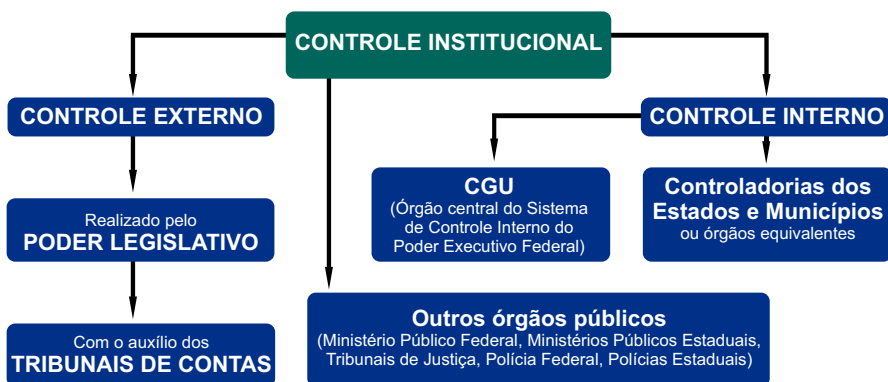 CONTROLE INSTITUCIONAL
CONTROLE EXTERNO
CONTROLE INTERNO
Realizado pelo
PODER LEGISLATIVO
Com o auxílio dos
TRIBUNAIS DE CONTAS
CGU
(Órgão central do Sistema
de Controle Interno do
Poder Executivo Federal)
Controladorias dos
Estados e Municípios
ou órgãos equivalentes
Outros órgãos públicos
(Ministério Público Federal, Ministérios Públicos Estaduais,
Tribunais de Justiça, Polícia Federal, Polícias Estaduais)